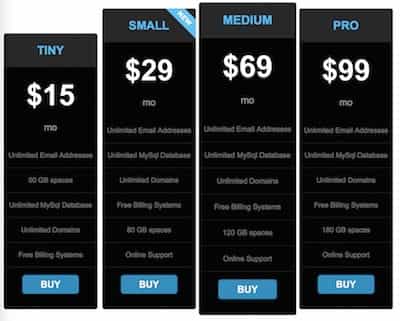 TINY
$15
mo
Unlimited Email Addresses
60 GB spaces
Unlimited MySql Database
Unlimited Domains
Free Billing Systems
BUY
SMALL
NEW
$29
mo
Unlimited Email Addresses
Unlimited MySql Database
Unlimited Domains
Free Billing Systems
80 GB spaces
Online Support
BUY
MEDIUM
$69
mo
Unlimited Email Addresses
Unlimited MySql Database
Unlimited Domains
Free Billing Systems
120 GB spaces
Online Support
BUY
PRO
$99
mo
Unlimited Email Addresses
Unlimited MySql Database
Unlimited Domains
Free Billing Systems
180 GB spaces
Online Support
BUY